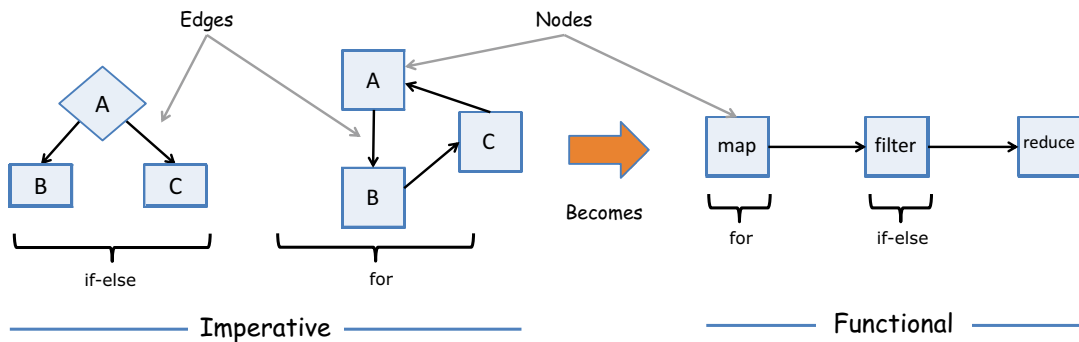 Edges
Nodes
A
B
C
if-else
A
B
C
for
Becomes
map
filter
reduce
for
if-else
Imperative
Functional